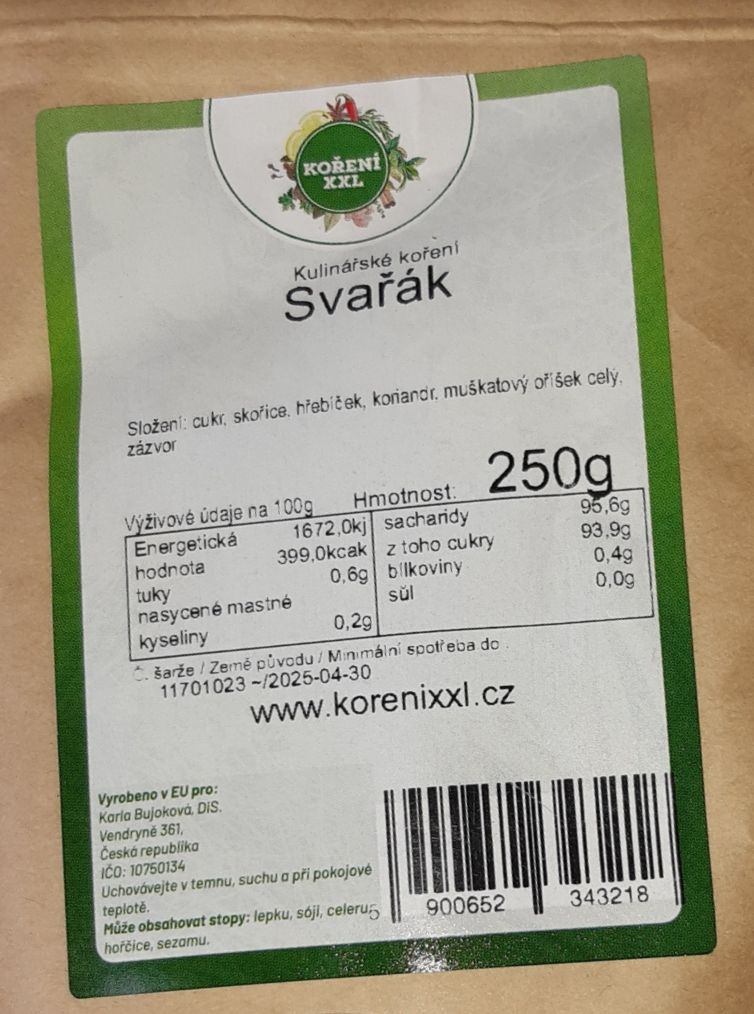 KOŘENÍ
XXL
Kulinářské koření
Svařák
Složení: cukr, skořice, hřebíček, koriandr, muškatový oříšek celý,
zázvor
Výživové údaje na 100g Hmotnost: 250g
Energetická 1672,0kj
hodnota 399,0kcak
tuky 0,6g
nasycené mastné
kyseliny 0,2g
sacharidy 95,6g
z toho cukry 93,9g
bílkoviny 0,4g
sůl 0,0g
Č. šarže / Země původu / Minimální spotřeba do
11701023 ~/2025-04-30
www.korenixxl.cz
Vyrobeno v EU pro:
Karla Bujoková, DiS.
Vendryně 361,
Česká republika
IČO: 10750134
Uchovávejte v temnu, suchu a při pokojové
teplotě.
Může obsahovat stopy: lepku, sóji, celeru,
hořčice, sezamu.
5 900652 343218